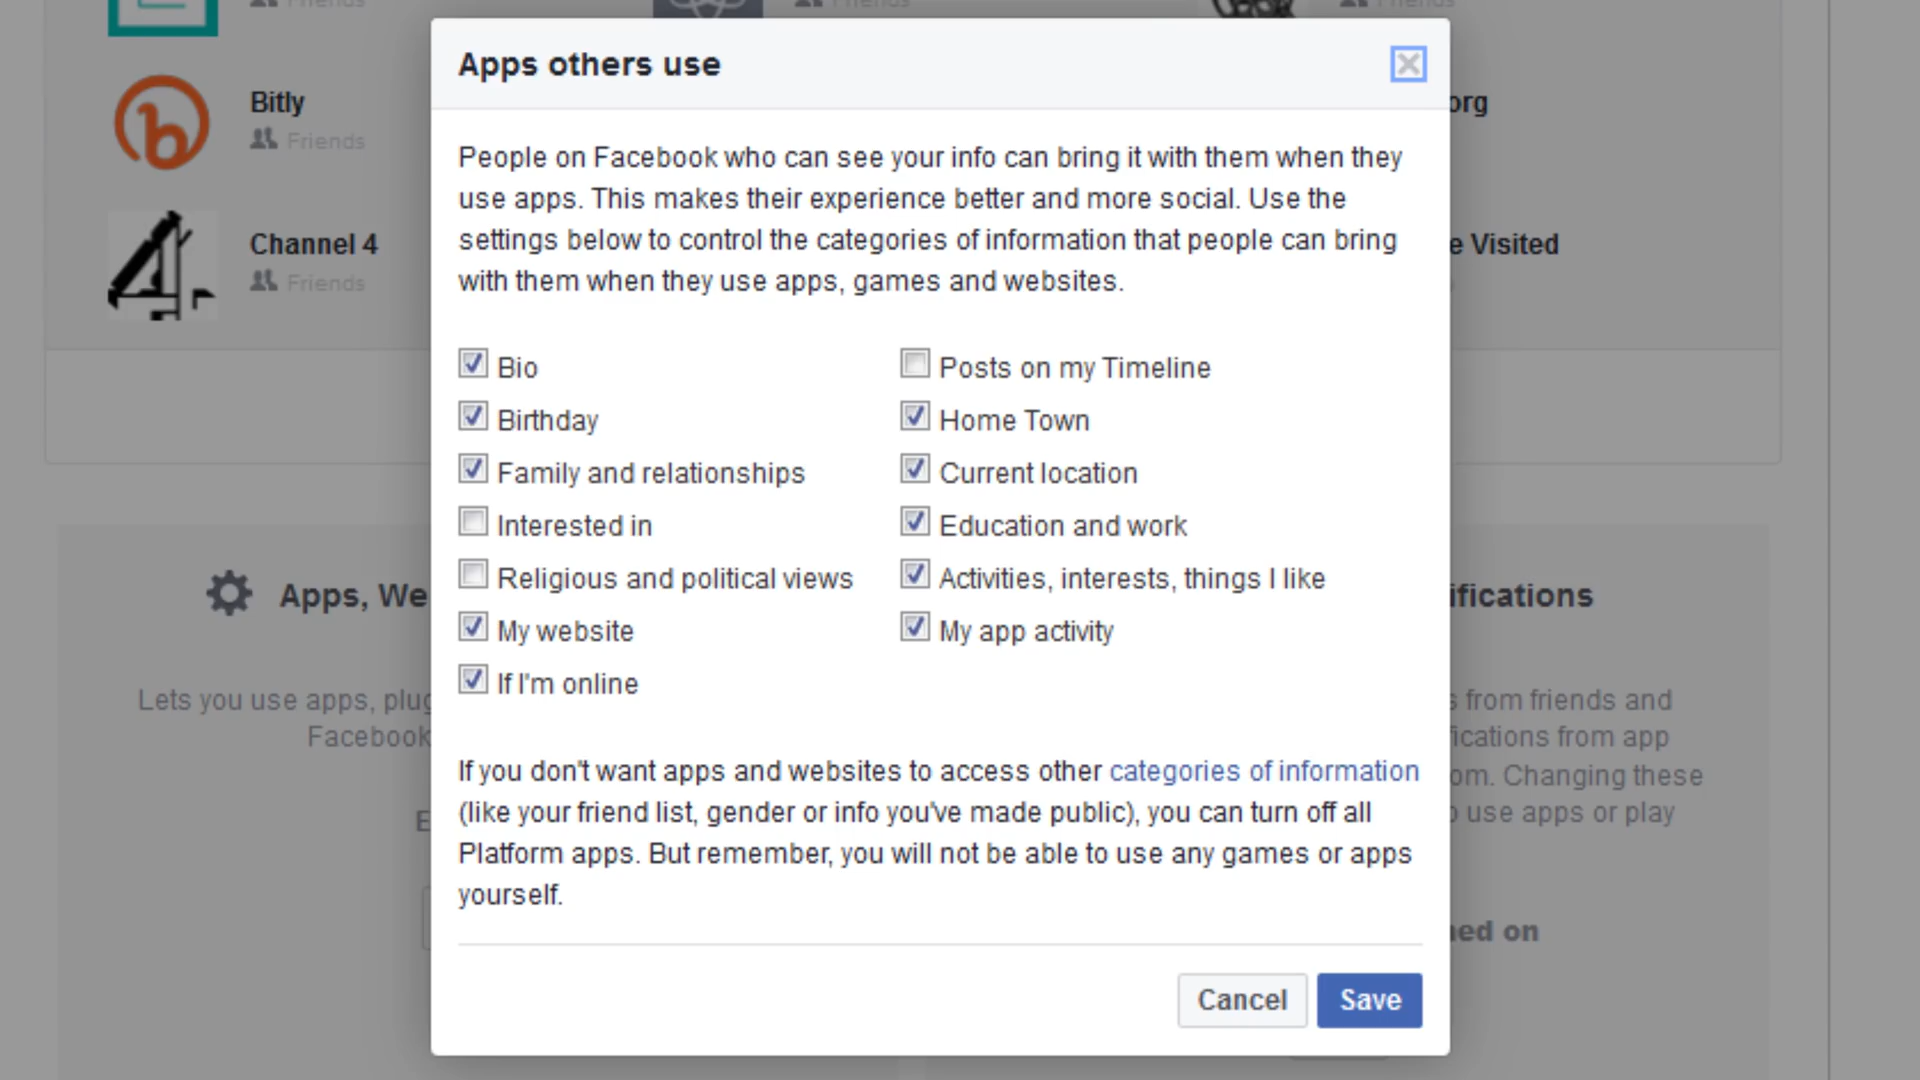 Friends
Friends
Friends
Apps others use
Bitly
Friends
org
People on Facebook who can see your info can bring it with them when they
use apps. This makes their experience better and more social. Use the
settings below to control the categories of information that people can bring
with them when they use apps, games and websites.
Channel 4
Friends
e Visited
Bio
Birthday
Family and relationships
Interested in
Religious and political views
My website
If I'm online
Posts on my Timeline
Home Town
Current location
Education and work
Activities, interests, things I like
My app activity
Apps, We
Lets you use apps, plug
Facebook
E
ifications
s from friends and
ifications from app
om. Changing these
o use apps or play
ned on
If you don't want apps and websites to access other categories of information
(like your friend list, gender or info you've made public), you can turn off all
Platform apps. But remember, you will not be able to use any games or apps
yourself.
Cancel
Save